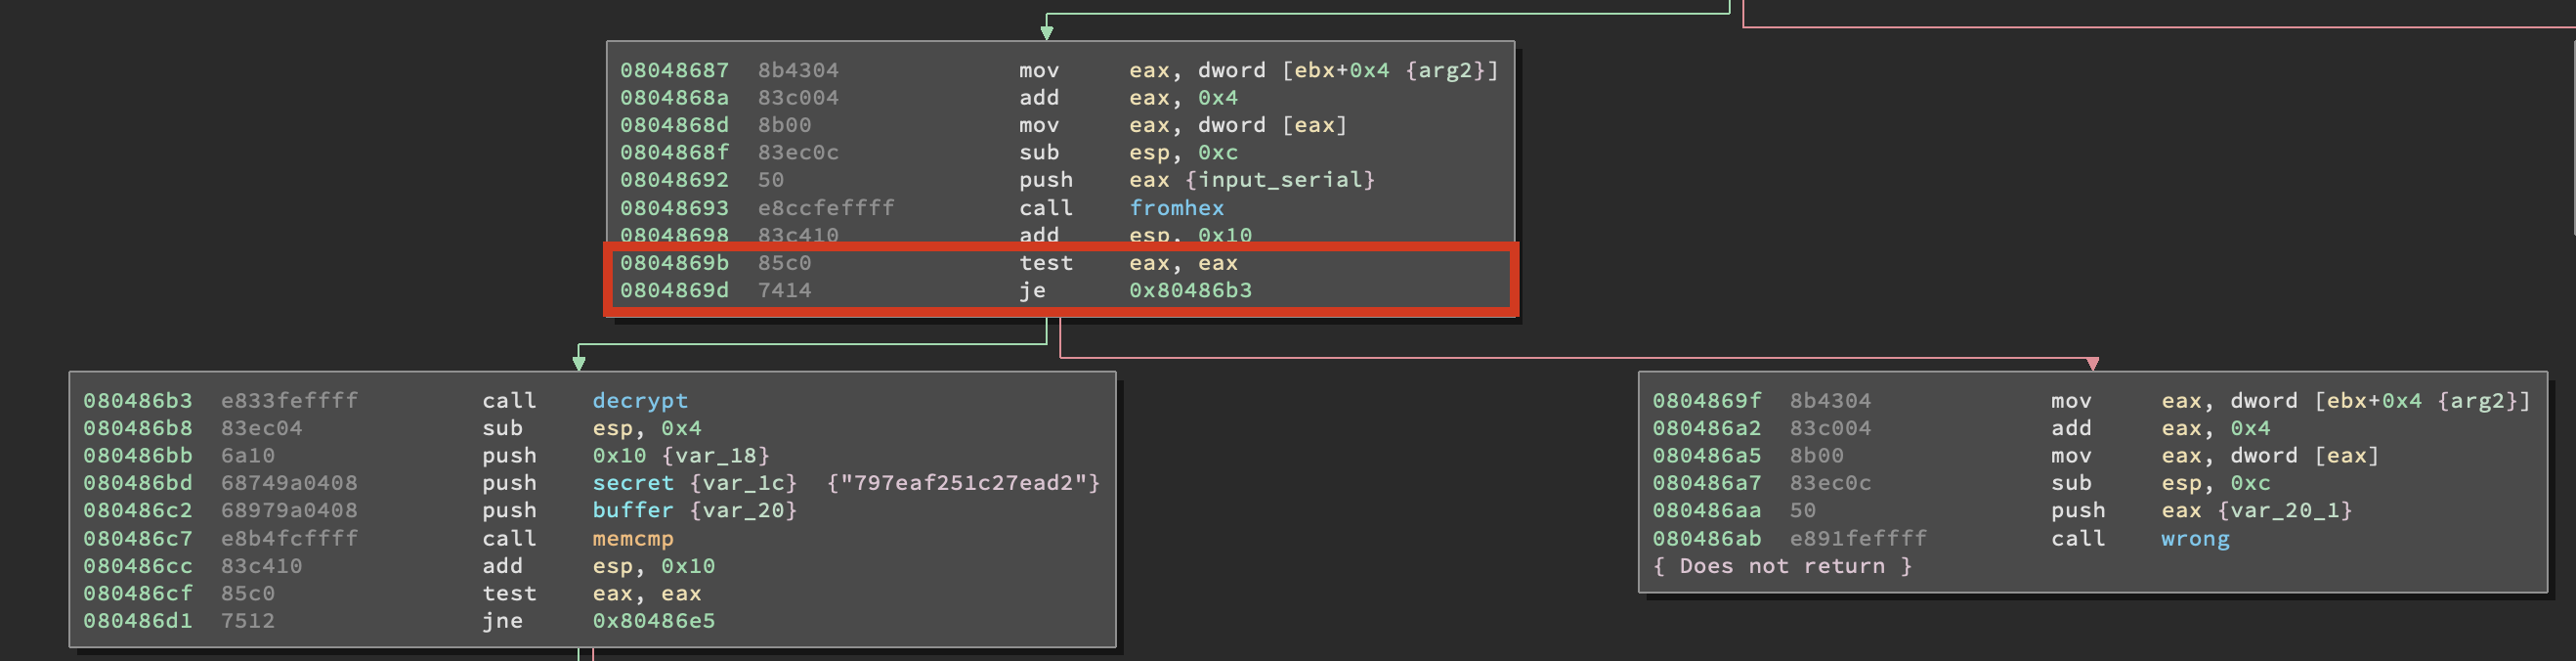 08048687 8b4304 mov eax, dword [ebx+0x4 {arg2}]
0804868a 83c004 add eax, 0x4
0804868d 8b00 mov eax, dword [eax]
0804868f 83ec0c sub esp, 0xc
08048692 50 push eax {input_serial}
08048693 e8ccfeffff call fromhex
08048698 83c410 add esp, 0x10
0804869b 85c0 test eax, eax
0804869d 7414 je 0x80486b3
080486b3 e833feffff call decrypt
080486b8 83ec04 sub esp, 0x4
080486bb 6a10 push 0x10 {var_18}
080486bd 68749a0408 push secret {var_1c} {"797eaf251c27ead2"}
080486c2 68979a0408 push buffer {var_20}
080486c7 e8b4fcffff call memcmp
080486cc 83c410 add esp, 0x10
080486cf 85c0 test eax, eax
080486d1 7512 jne 0x80486e5
0804869f 8b4304 mov eax, dword [ebx+0x4 {arg2}]
080486a2 83c004 add eax, 0x4
080486a5 8b00 mov eax, dword [eax]
080486a7 83ec0c sub esp, 0xc
080486aa 50 push eax {var_20_1}
080486ab e891feffff call wrong
{ Does not return }